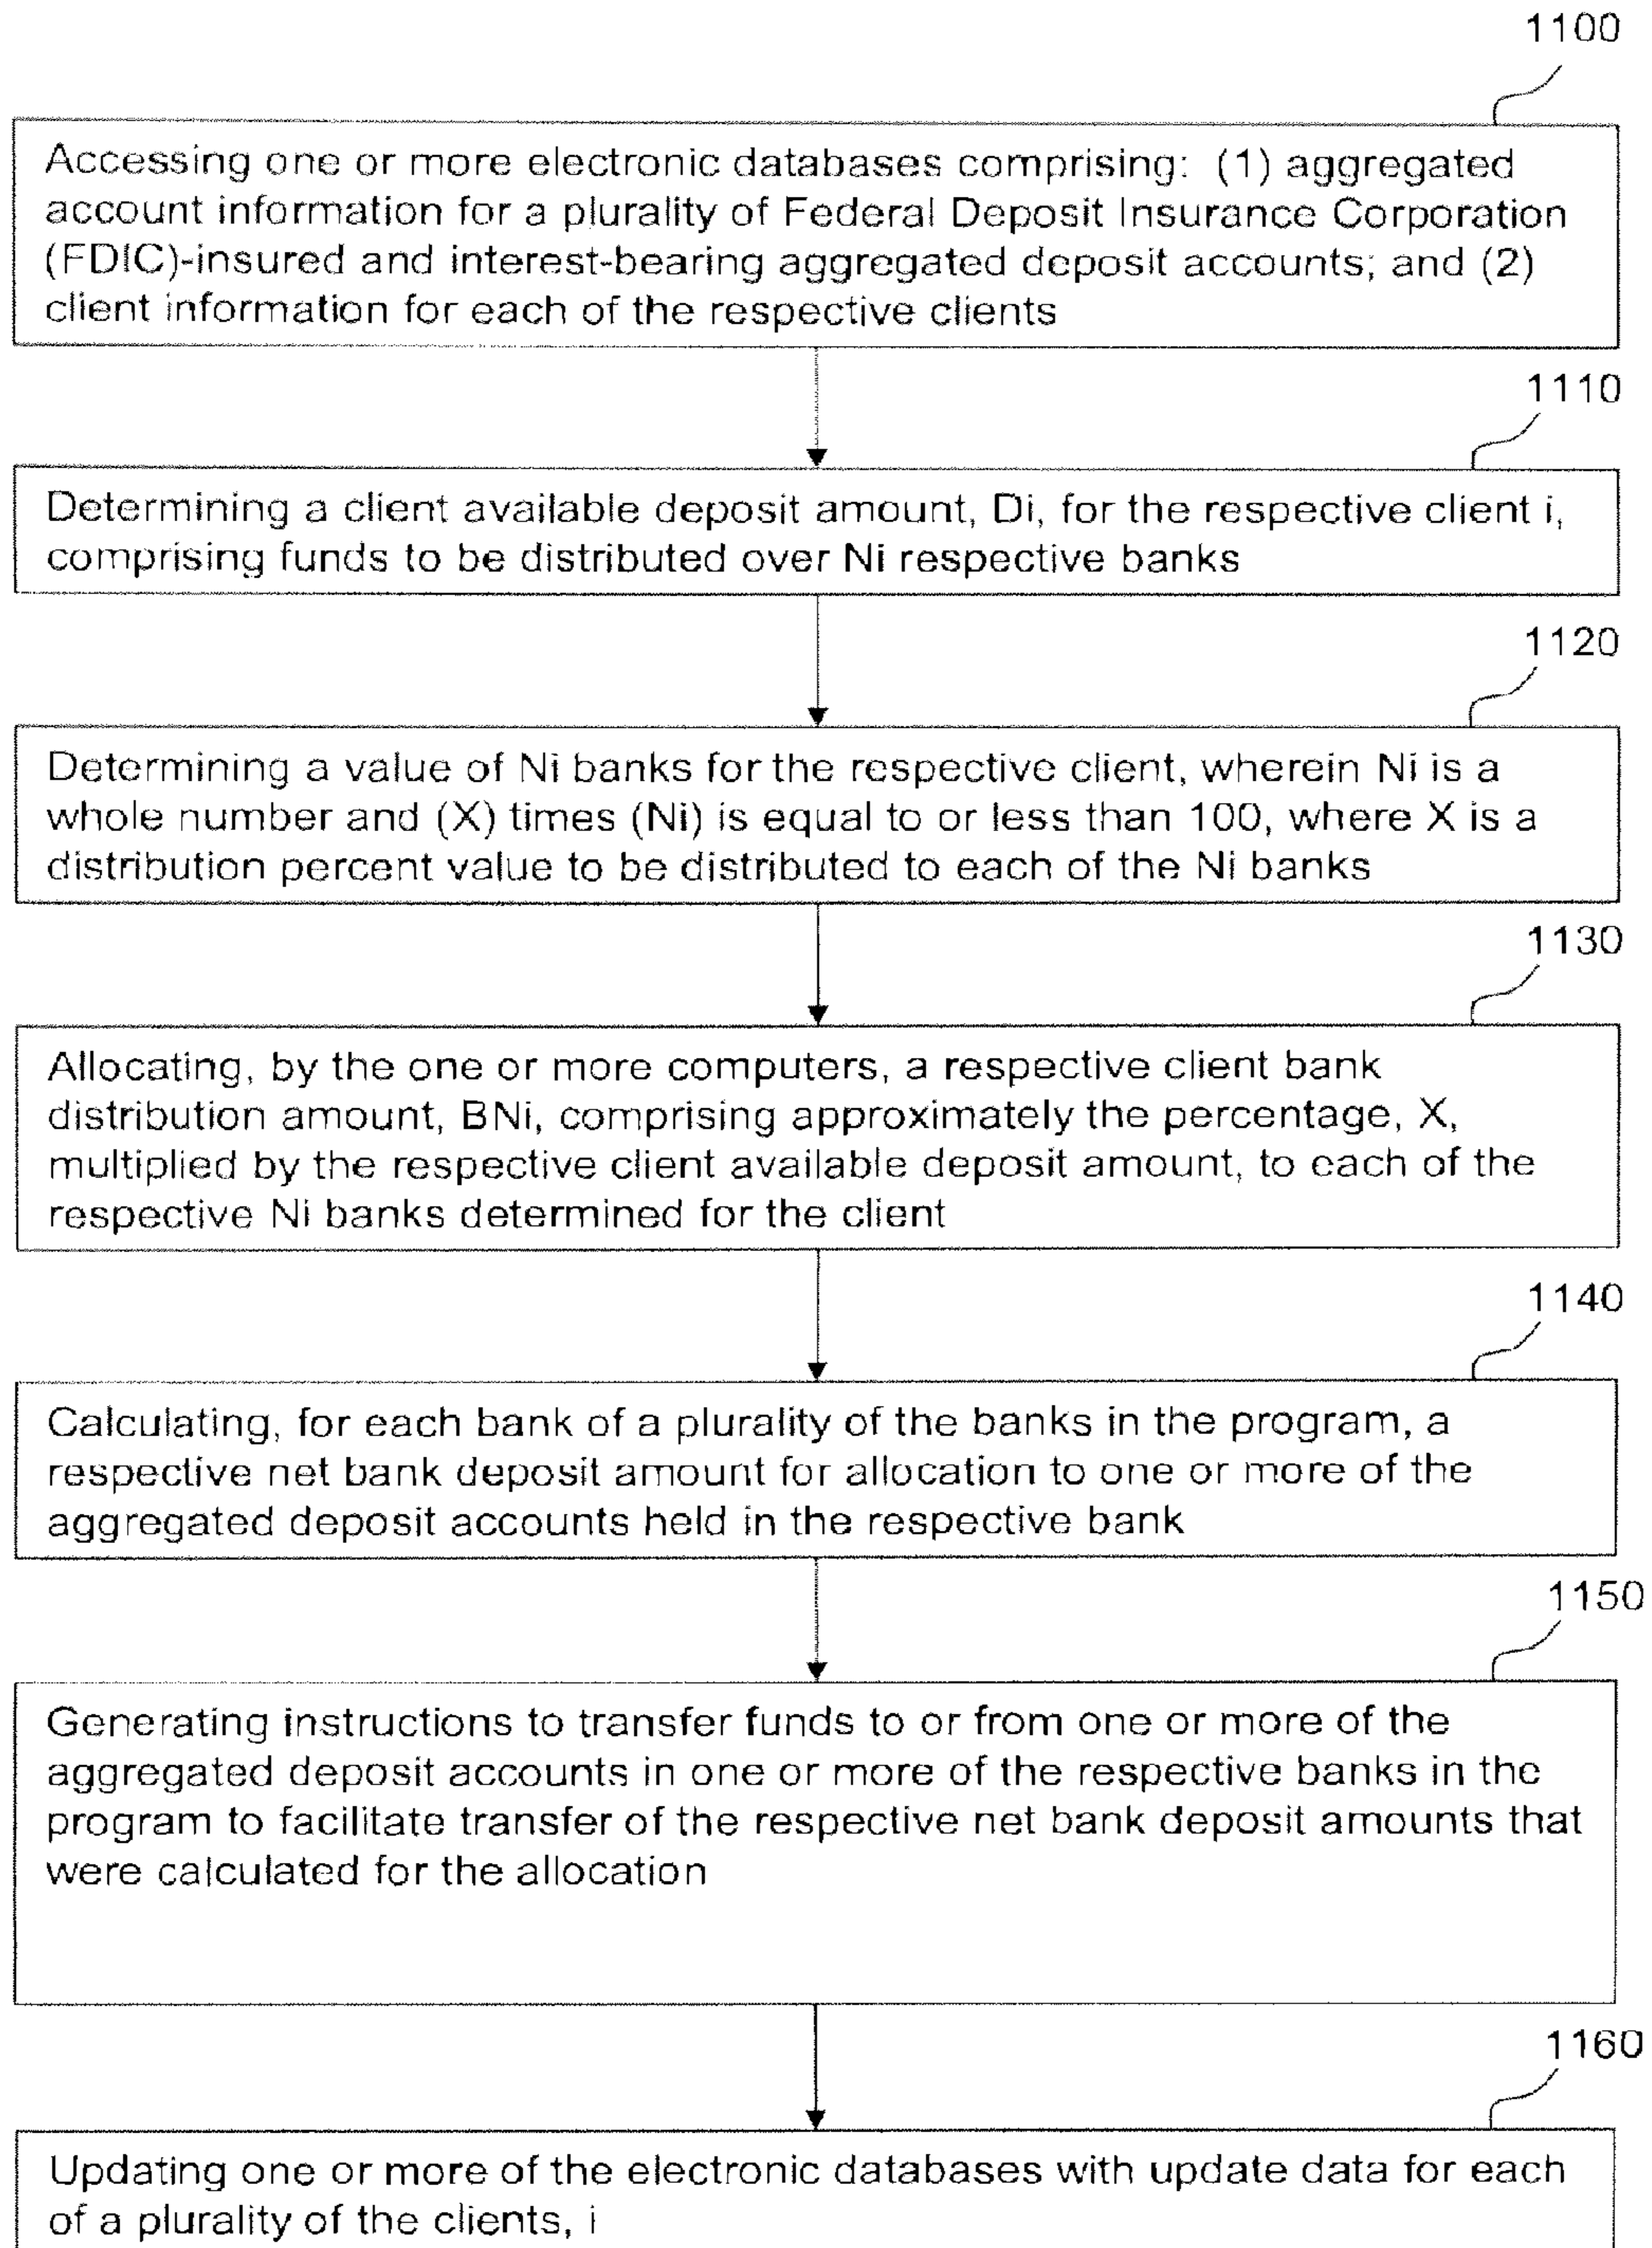 1100
Accessing one or more electronic databases comprising: (1) aggregated
account information for a plurality of Federal Deposit Insurance Corporation
(FDIC)-insured and interest-bearing aggregated deposit accounts; and (2)
client information for each of the respective clients
1110
Determining a client available deposit amount, Di, for the respective client i,
comprising funds to be distributed over Ni respective banks
1120
Determining a value of Ni banks for the respective client, wherein Ni is a
whole number and (X) times (Ni) is equal to or less than 100, where X is a
distribution percent value to be distributed to each of the Ni banks
1130
Allocating, by the one or more computers, a respective client bank
distribution amount, BNi, comprising approximately the percentage, X,
multiplied by the respective client available deposit amount, to each of the
respective Ni banks determined for the client
1140
Calculating, for each bank of a plurality of the banks in the program, a
respective net bank deposit amount for allocation to one or more of the
aggregated deposit accounts held in the respective bank
1150
Generating instructions to transfer funds to or from one or more of the
aggregated deposit accounts in one or more of the respective banks in the
program to facilitate transfer of the respective net bank deposit amounts that
were calculated for the allocation
1160
Updating one or more of the electronic databases with update data for each
of a plurality of the clients, i